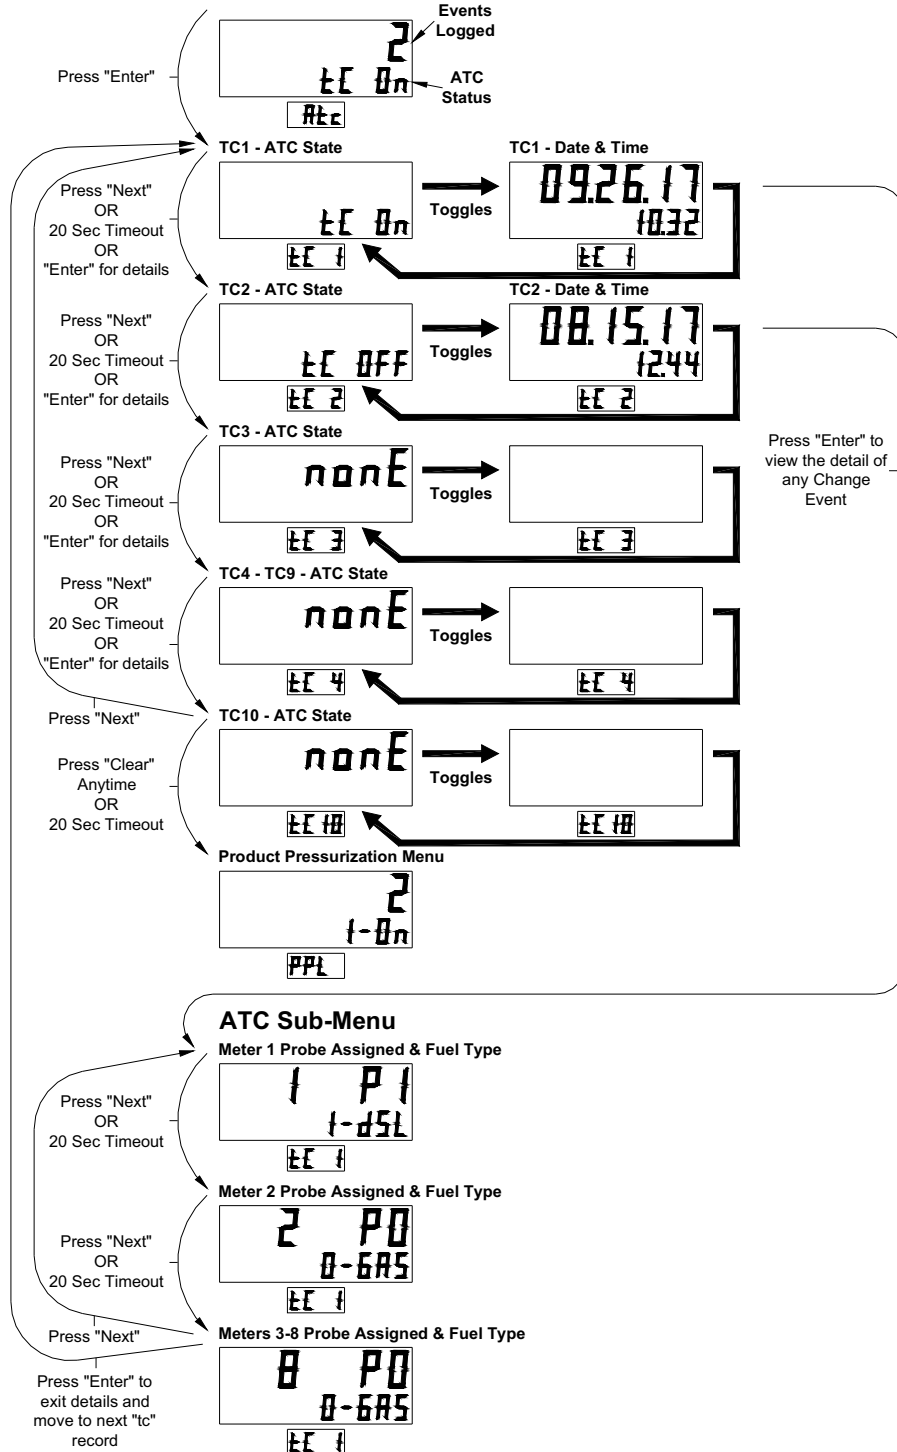 Events
Logged
2
tC On
ATC
Status
Atc
Press "Enter"
TC1 - ATC State
tC On
tC 1
Toggles
TC1 - Date & Time
09.26.17
10.32
tC 1
Press "Next"
OR
20 Sec Timeout
OR
"Enter" for details
TC2 - ATC State
tC OFF
tC 2
Toggles
TC2 - Date & Time
08.15.17
12.44
tC 2
Press "Next"
OR
20 Sec Timeout
OR
"Enter" for details
TC3 - ATC State
nonE
tC 3
Toggles
tC 3
Press "Enter" to
view the detail of
any Change
Event
Press "Next"
OR
20 Sec Timeout
OR
"Enter" for details
TC4 - TC9 - ATC State
nonE
tC 4
Toggles
tC 4
Press "Next"
OR
20 Sec Timeout
OR
"Enter" for details
Press "Next"
TC10 - ATC State
nonE
tC10
Toggles
tC10
Press "Clear"
Anytime
OR
20 Sec Timeout
Product Pressurization Menu
2
1-On
PPL
ATC Sub-Menu
Meter 1 Probe Assigned & Fuel Type
1 P1
1-dSL
tC 1
Press "Next"
OR
20 Sec Timeout
Meter 2 Probe Assigned & Fuel Type
2 P0
0-GAS
tC 1
Press "Next"
OR
20 Sec Timeout
Press "Next"
Meters 3-8 Probe Assigned & Fuel Type
8 P0
0-GAS
tC 1
Press "Enter" to
exit details and
move to next "tc"
record